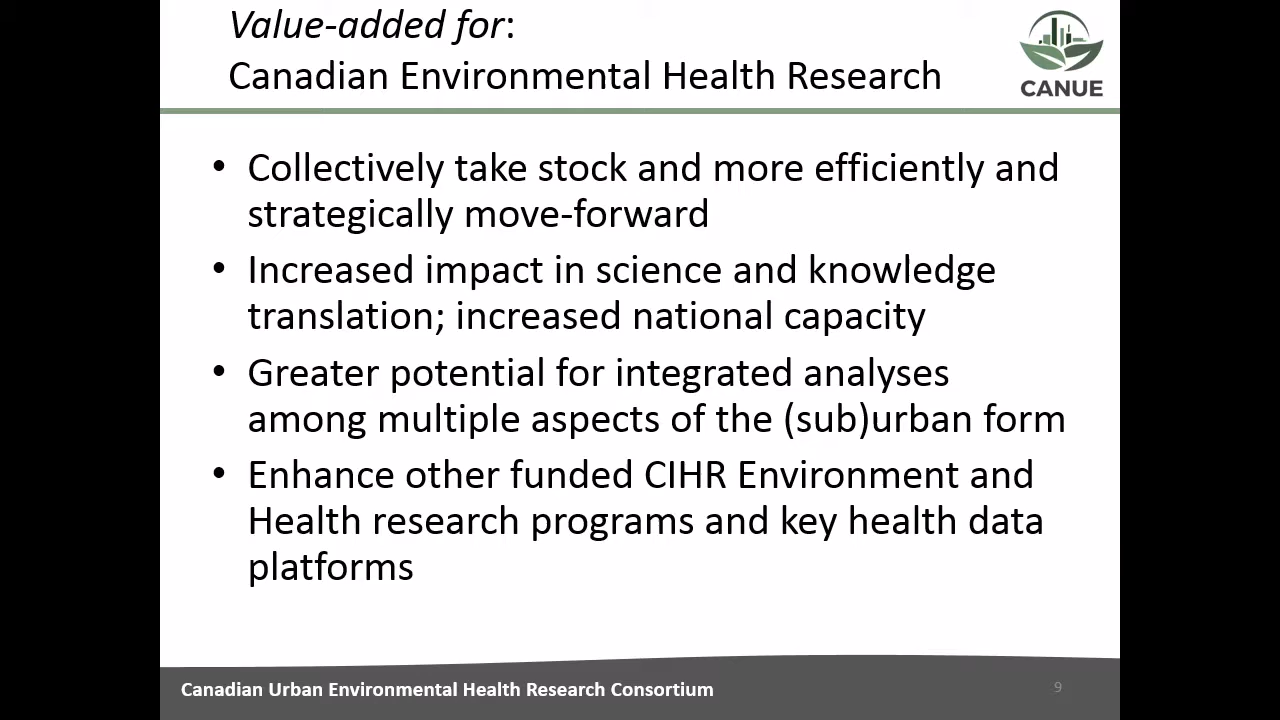 Value-added for:
Canadian Environmental Health Research
CANUE
• Collectively take stock and more efficiently and
strategically move-forward
• Increased impact in science and knowledge
translation; increased national capacity
• Greater potential for integrated analyses
among multiple aspects of the (sub)urban form
• Enhance other funded CIHR Environment and
Health research programs and key health data
platforms
Canadian Urban Environmental Health Research Consortium
9